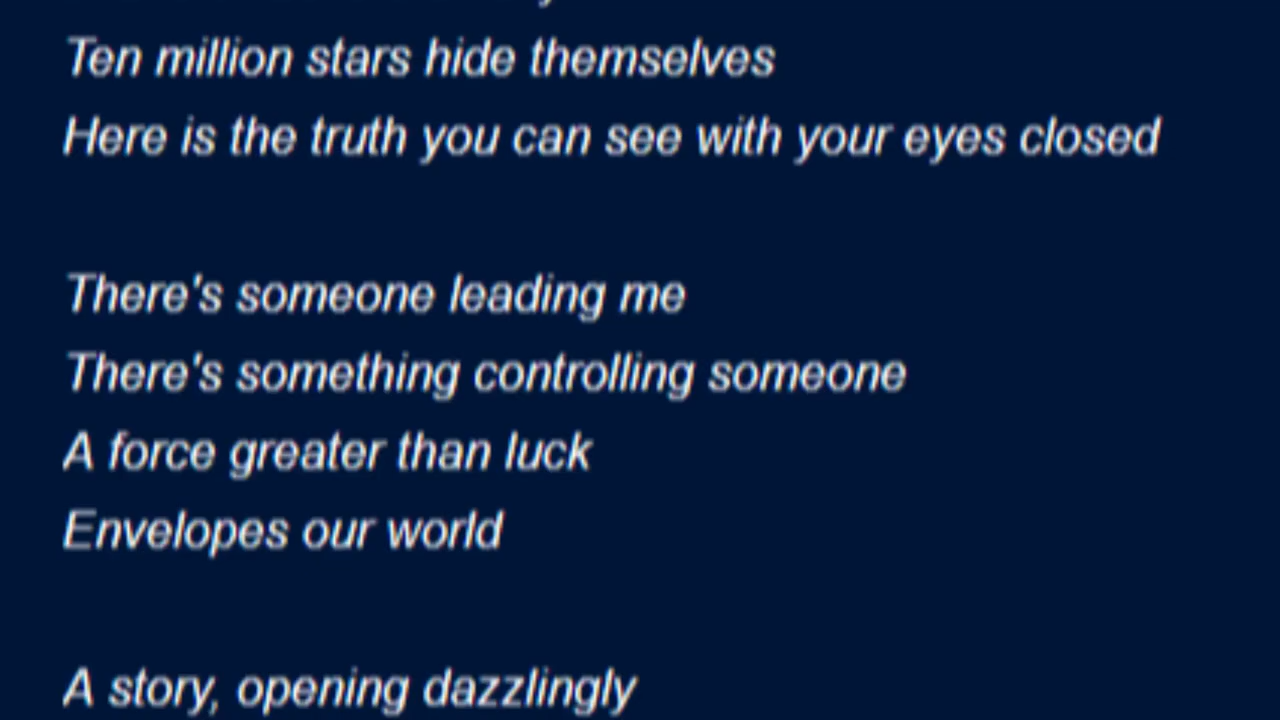 Ten million stars hide themselves
Here is the truth you can see with your eyes closed
There's someone leading me
There's something controlling someone
A force greater than luck
Envelopes our world
A story, opening dazzlingly